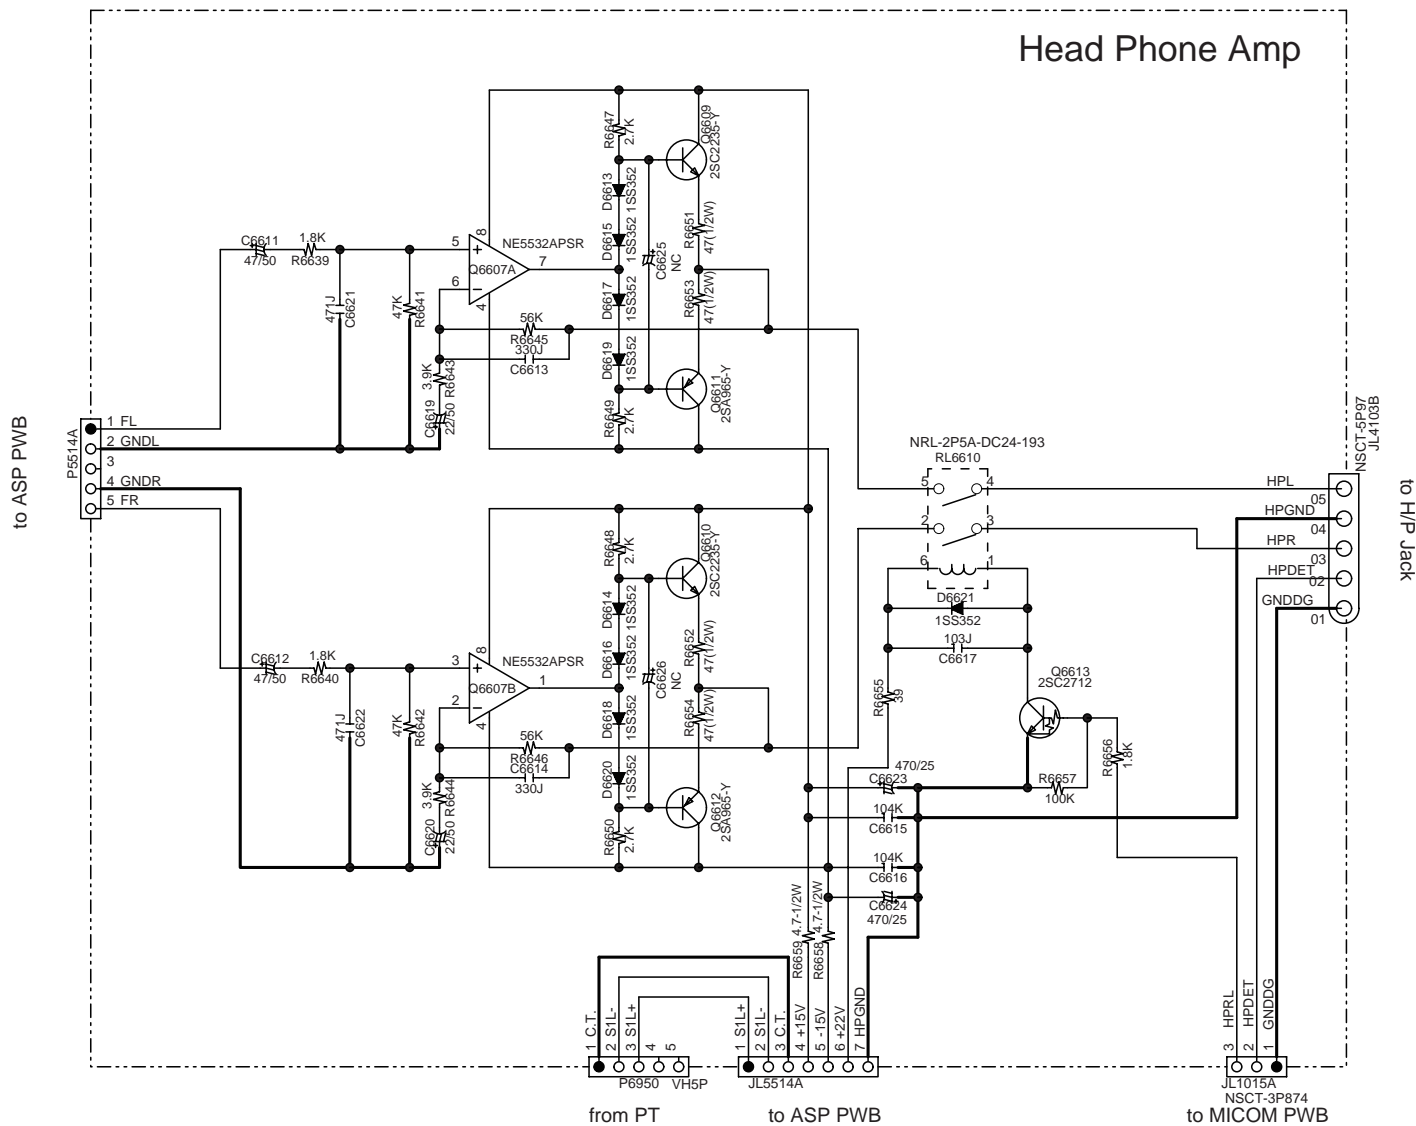 Head Phone Amp
R6647
2.7K
Q6609
2SC2235-Y
D6613
1SS352
D6615
1SS352
R6651
47(1/2W)
C6611
47/50
1.8K
R6639
5
8
NE5532APSR
Q6607A
7
6
4
C6625
NC
D6617
1SS352
R6653
47(1/2W)
471J
C6621
47K
R6641
56K
R6645
330J
C6613
D6619
1SS352
3.9K
R6643
C6619
22/50
R6649
2.7K
Q6611
2SA965-Y
to ASP PWB
P5514A
1 FL
2 GNDL
3
4 GNDR
5 FR
NRL-2P5A-DC24-193
RL6610
5
4
2
3
6
1
NSCT-5P97
JL4103B
HPL
05
HPGND
04
HPR
03
HPDET
02
GNDDG
01
to H/P Jack
R6648
2.7K
Q6610
2SC2235-Y
D6614
1SS352
D6616
1SS352
R6652
47(1/2W)
D6621
1SS352
103J
C6617
C6612
47/50
1.8K
R6640
3
8
NE5532APSR
Q6607B
1
2
4
C6626
NC
D6618
1SS352
R6654
47(1/2W)
R6655
39
Q6613
2SC2712
471J
C6622
47K
R6642
56K
R6646
C6614
330J
D6620
1SS352
3.9K
R6644
C6620
22/50
R6650
2.7K
Q6612
2SA965-Y
470/25
C6623
R6657
100K
R6656
1.8K
104K
C6615
104K
C6616
C6624
470/25
R6659
4.7-1/2W
R6658
4.7-1/2W
1 C.T.
2 S1L-
3 S1L+
4
5
P6950
VH5P
from PT
1 S1L+
2 S1L-
3 C.T.
4 +15V
5 -15V
6 +22V
7 HPGND
JL5514A
to ASP PWB
3 HPRL
2 HPDET
1 GNDDG
JL1015A
NSCT-3P874
to MICOM PWB